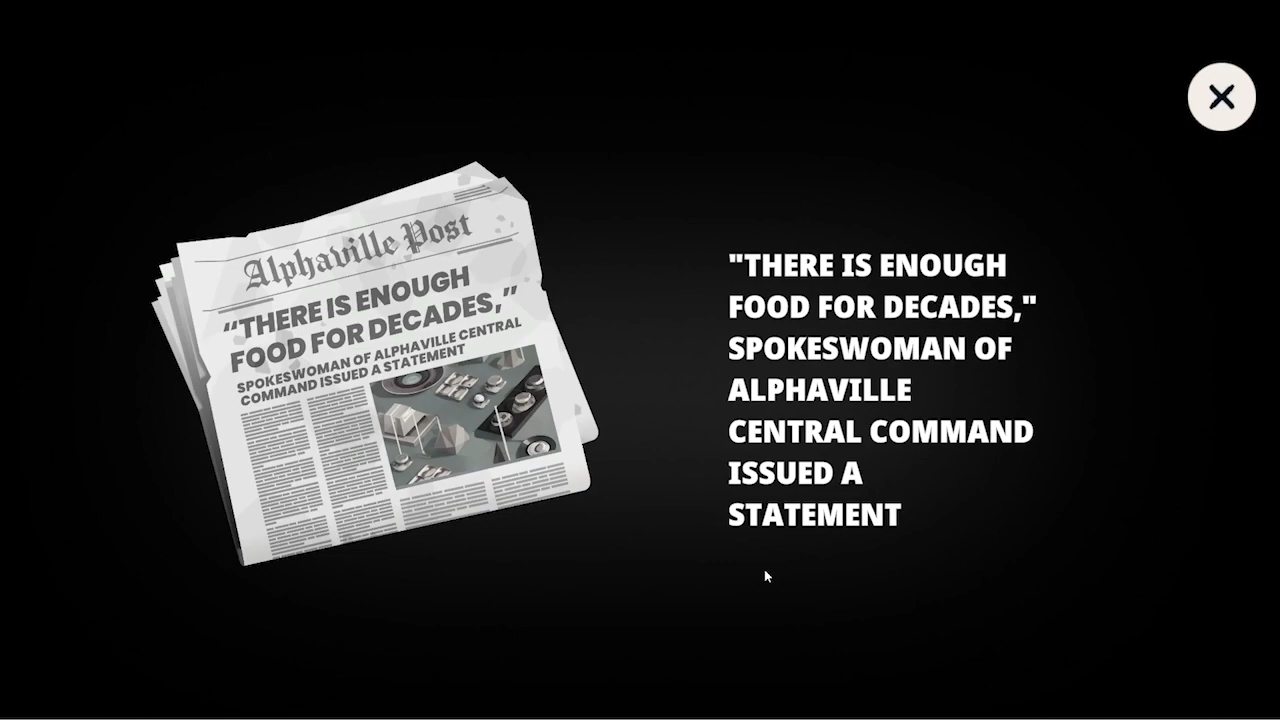 Alphaville Post
“THERE IS ENOUGH
FOOD FOR DECADES,”
SPOKESWOMAN OF ALPHAVILLE CENTRAL
COMMAND ISSUED A STATEMENT
"THERE IS ENOUGH
FOOD FOR DECADES,"
SPOKESWOMAN OF
ALPHAVILLE
CENTRAL COMMAND
ISSUED A
STATEMENT